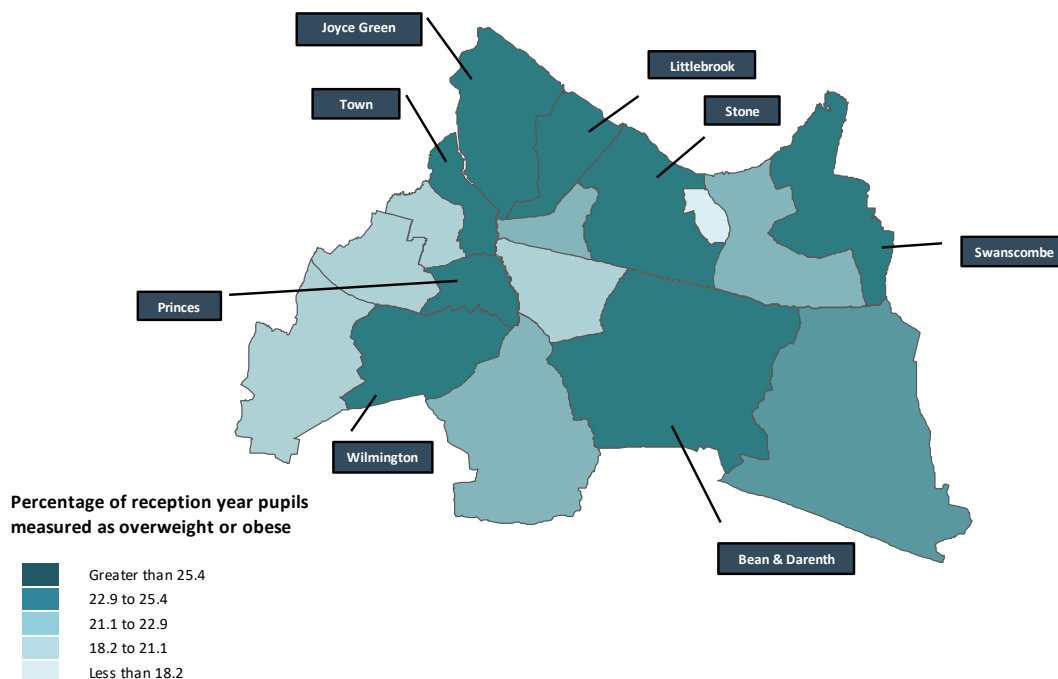 Joyce Green
Littlebrook
Town
Stone
Swanscombe
Princes
Wilmington
Percentage of reception year pupils
measured as overweight or obese
Bean & Darenth
Greater than 25.4
22.9 to 25.4
21.1 to 22.9
18.2 to 21.1
Less than 18.2